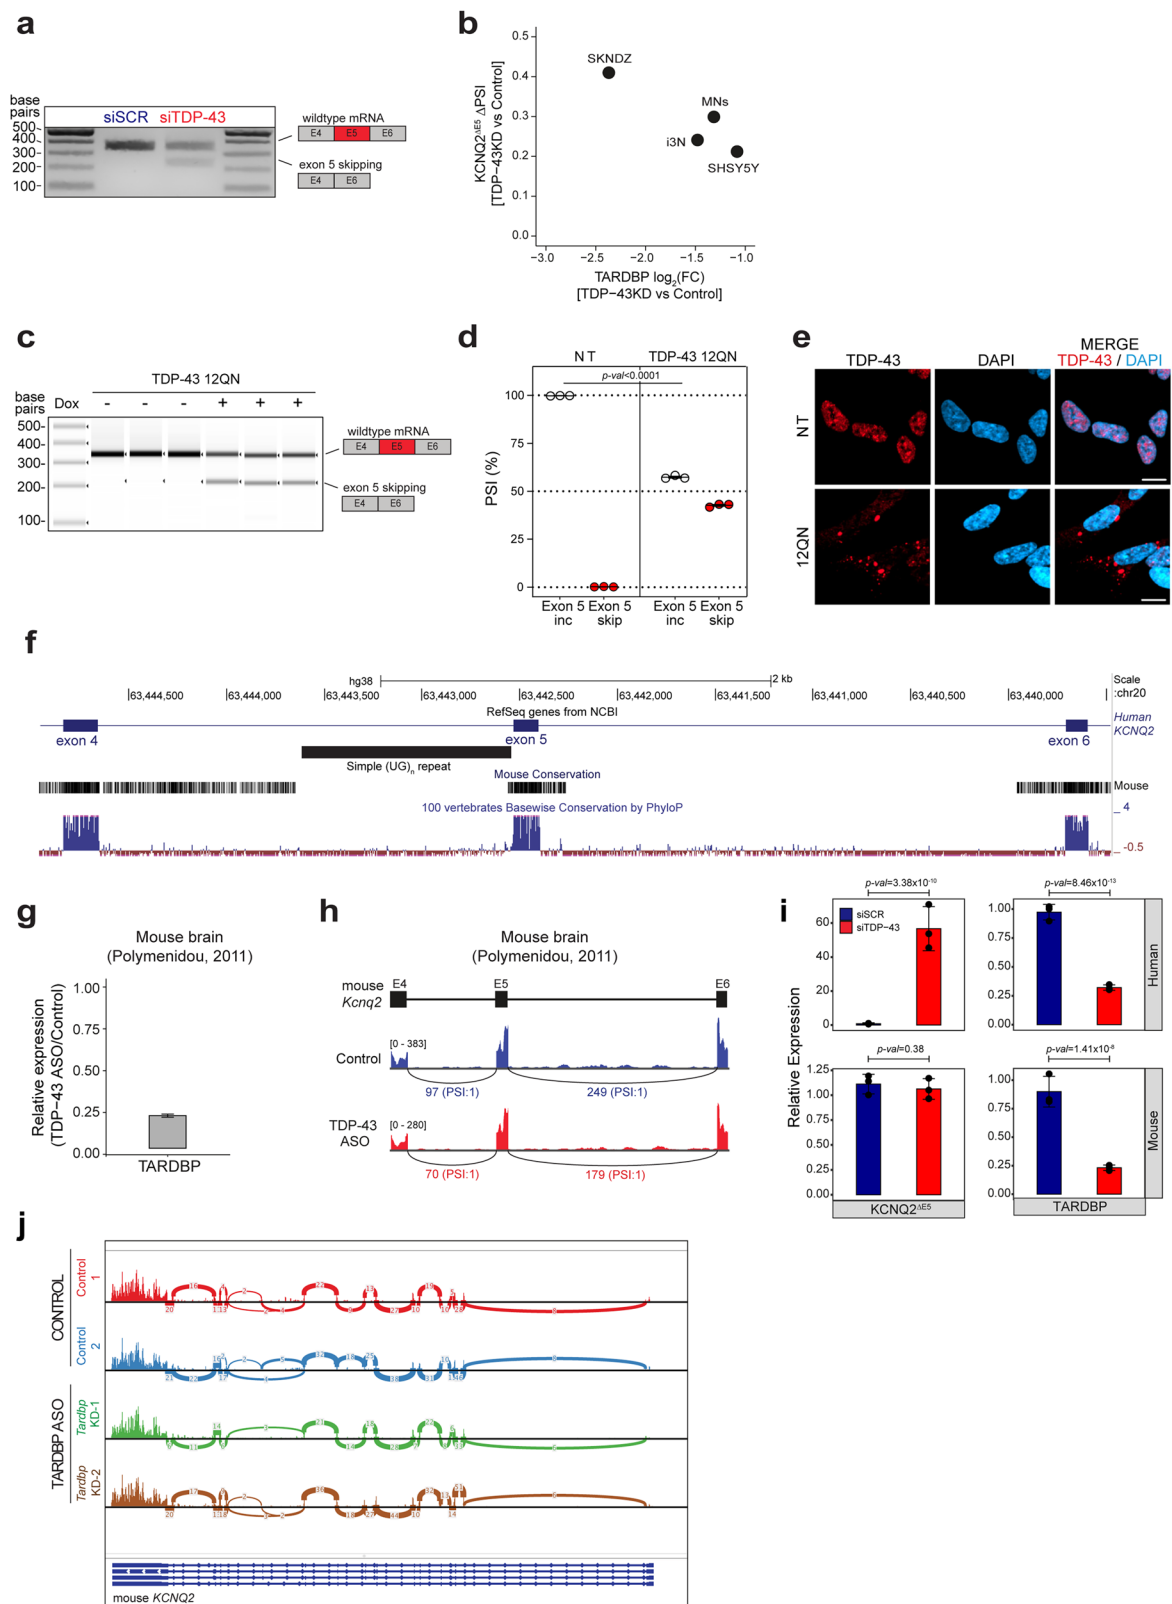 a
base
pairs
500-
400-
300-
200-
100-
siSCR
siTDP-43
wildtype mRNA
E4 E5 E6
exon 5 skipping
E4 E6
b
KCNQ2ΔE5 ΔPSI
[TDP-43KD vs Control]
0.5
0.4
0.3
0.2
0.1
0.0
SKNDZ
MNs
i3N
SHSY5Y
−3.0 −2.5 −2.0 −1.5 −1.0
TARDBP log2(FC)
[TDP−43KD vs Control]
c
TDP-43 12QN
base
pairs
Dox - - - + + +
500-
400-
300-
200-
100-
wildtype mRNA
E4 E5 E6
exon 5 skipping
E4 E6
d
NT TDP-43 12QN
p-val<0.0001
PSI (%)
100
75
50
25
0
Exon 5
inc
Exon 5
skip
Exon 5
inc
Exon 5
skip
e
TDP-43
DAPI
MERGE
TDP-43 / DAPI
NT
12QN
f
hg38
2 kb
Scale
:chr20
63,444,500 63,444,000 63,443,500 63,443,000 63,442,500 63,442,000 63,441,500 63,441,000 63,440,500 63,440,000
RefSeq genes from NCBI
Human
KCNQ2
exon 4
exon 5
exon 6
Simple (UG)n repeat
Mouse Conservation
Mouse
100 vertebrates Basewise Conservation by PhyloP
4
-0.5
g
Mouse brain
(Polymenidou, 2011)
Relative expression
(TDP−43 ASO/Control)
1.00
0.75
0.50
0.25
0.00
TARDBP
h
Mouse brain
(Polymenidou, 2011)
mouse
Kcnq2
E4 E5 E6
Control
[0 - 383]
97 (PSI:1)
249 (PSI:1)
TDP-43
ASO
[0 - 280]
70 (PSI:1)
179 (PSI:1)
i
Relative Expression
p-val=3.38x10-10
siSCR
siTDP−43
60
40
20
0
p-val=8.46x10-13
1.00
0.75
0.50
0.25
0.00
Human
p-val=0.38
1.25
1.00
0.75
0.50
0.25
0.00
KCNQ2ΔE5
p-val=1.41x10-8
1.00
0.75
0.50
0.25
0.00
TARDBP
Mouse
j
CONTROL
Control
1
Control
2
TARDBP ASO
Tardbp
KD-1
Tardbp
KD-2
mouse KCNQ2